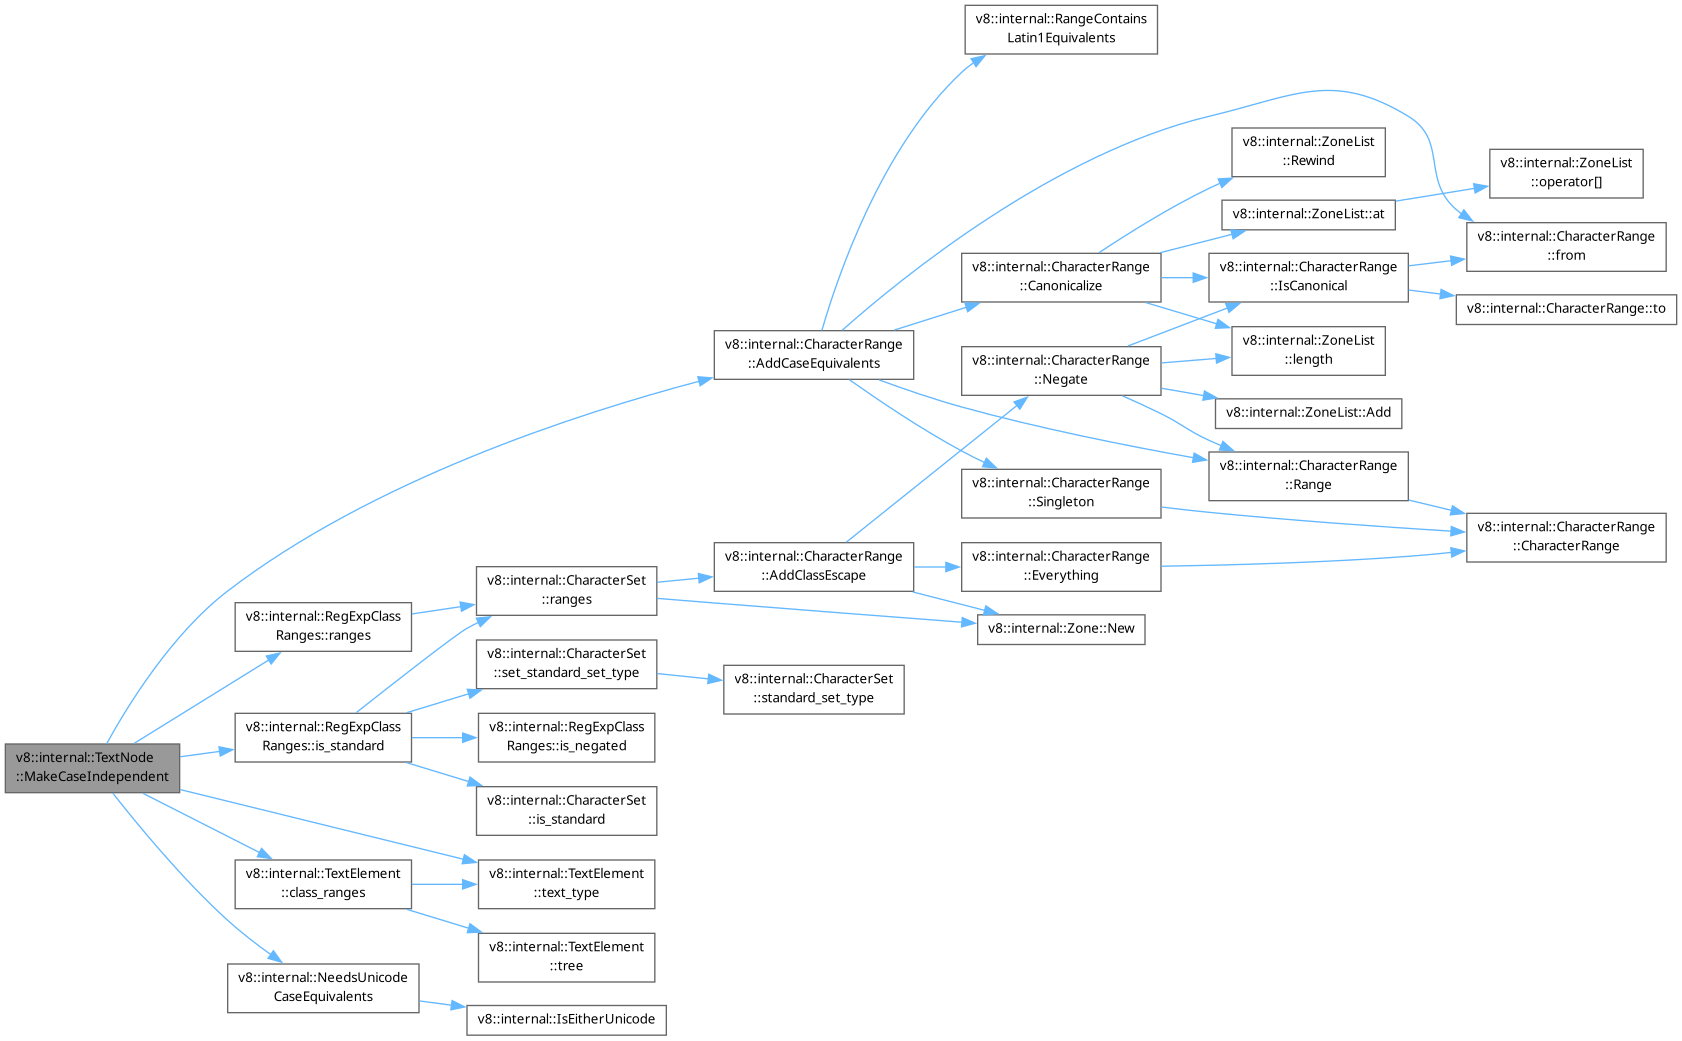 v8::internal::RangeContains
Latin1Equivalents
v8::internal::ZoneList
::Rewind
v8::internal::ZoneList
::operator[]
v8::internal::ZoneList::at
v8::internal::CharacterRange
::from
v8::internal::CharacterRange
::Canonicalize
v8::internal::CharacterRange
::IsCanonical
v8::internal::CharacterRange::to
v8::internal::CharacterRange
::AddCaseEquivalents
v8::internal::ZoneList
::length
v8::internal::CharacterRange
::Negate
v8::internal::ZoneList::Add
v8::internal::CharacterRange
::Range
v8::internal::CharacterRange
::Singleton
v8::internal::CharacterRange
::CharacterRange
v8::internal::CharacterRange
::AddClassEscape
v8::internal::CharacterRange
::Everything
v8::internal::CharacterSet
::ranges
v8::internal::Zone::New
v8::internal::RegExpClass
Ranges::ranges
v8::internal::CharacterSet
::set_standard_set_type
v8::internal::CharacterSet
::standard_set_type
v8::internal::RegExpClass
Ranges::is_standard
v8::internal::RegExpClass
Ranges::is_negated
v8::internal::TextNode
::MakeCaseIndependent
v8::internal::CharacterSet
::is_standard
v8::internal::TextElement
::class_ranges
v8::internal::TextElement
::text_type
v8::internal::TextElement
::tree
v8::internal::NeedsUnicode
CaseEquivalents
v8::internal::IsEitherUnicode